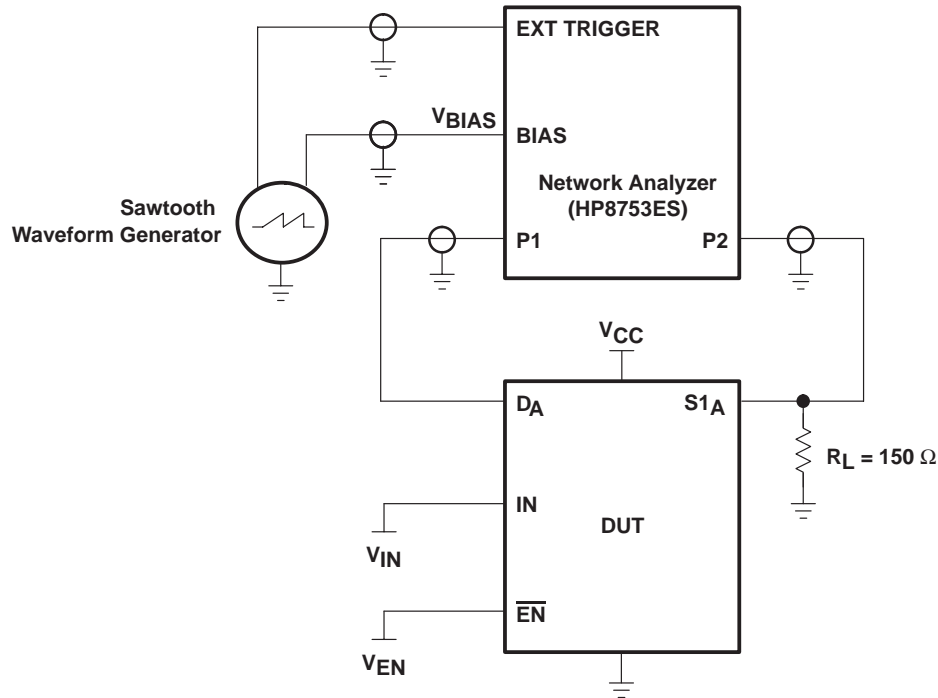 EXT TRIGGER
VBIAS
BIAS
Network Analyzer
(HP8753ES)
Sawtooth
Waveform Generator
P1
P2
VCC
DA
S1A
RL = 150 Ω
IN
DUT
VIN
EN
VEN